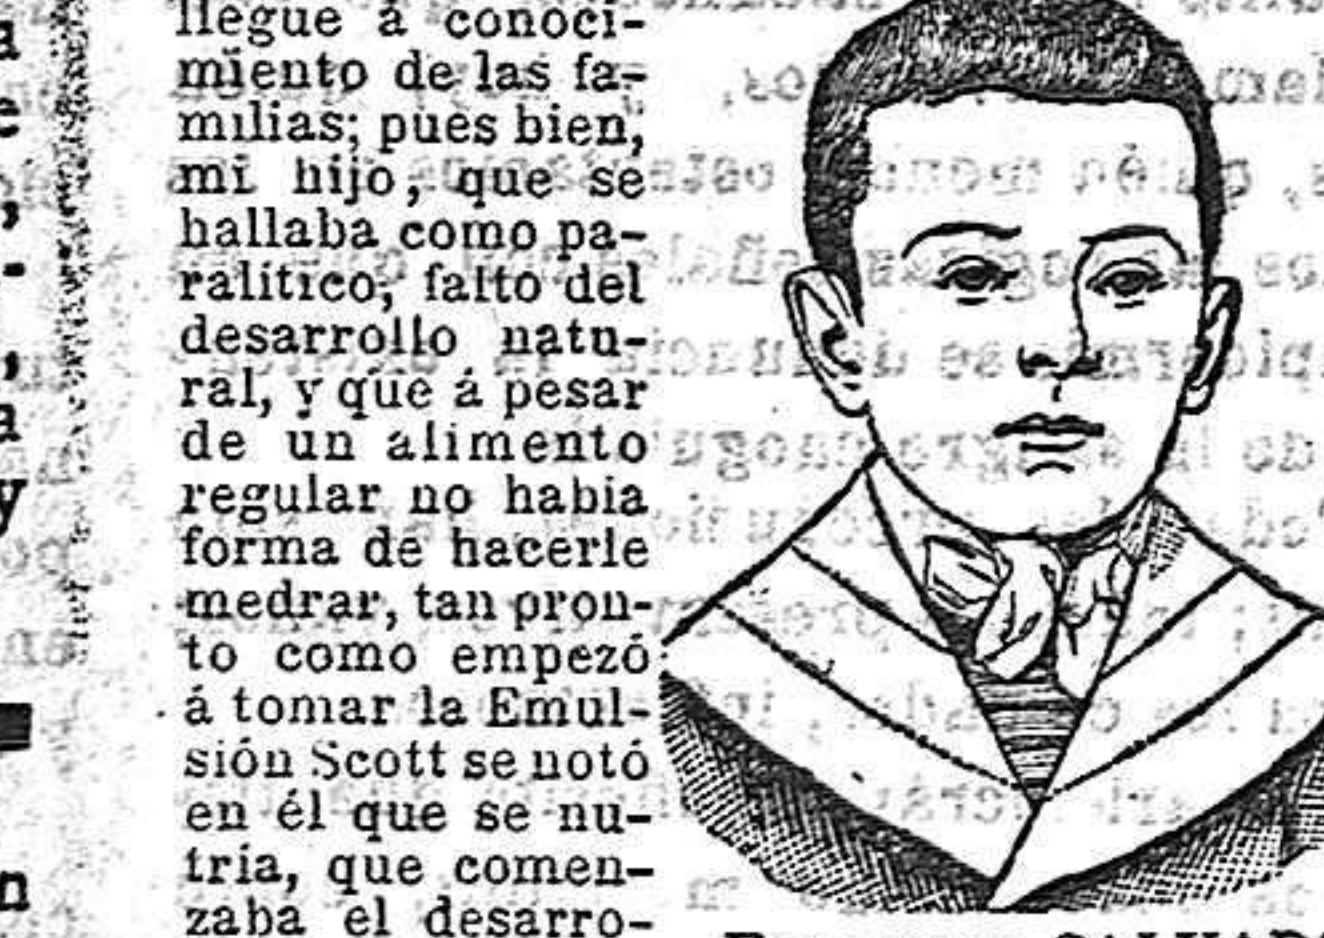 llegue á conoci-
miento de las fa-
milias; pues bien,
mi hijo, que se
hallaba como pa-
ralítico, falto del
desarrollo natu-
ral, y que á pesar
de un alimento
regular no había
forma de hacerle
medrar, tan pron-
to como empezó
á tomar la Emul-
sión Scott se notó
en él que se nu-
tría, que comen-
zaba el desarro-